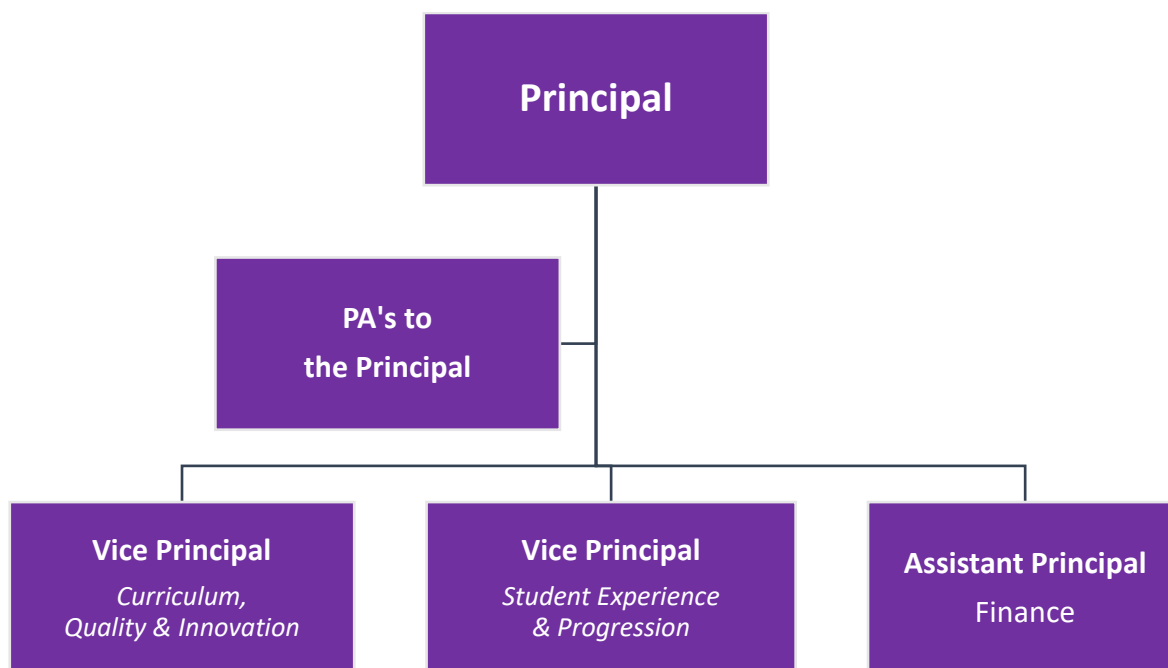 Principal
PA's to
the Principal
Vice Principal
Curriculum,
Quality & Innovation
Vice Principal
Student Experience
& Progression
Assistant Principal
Finance